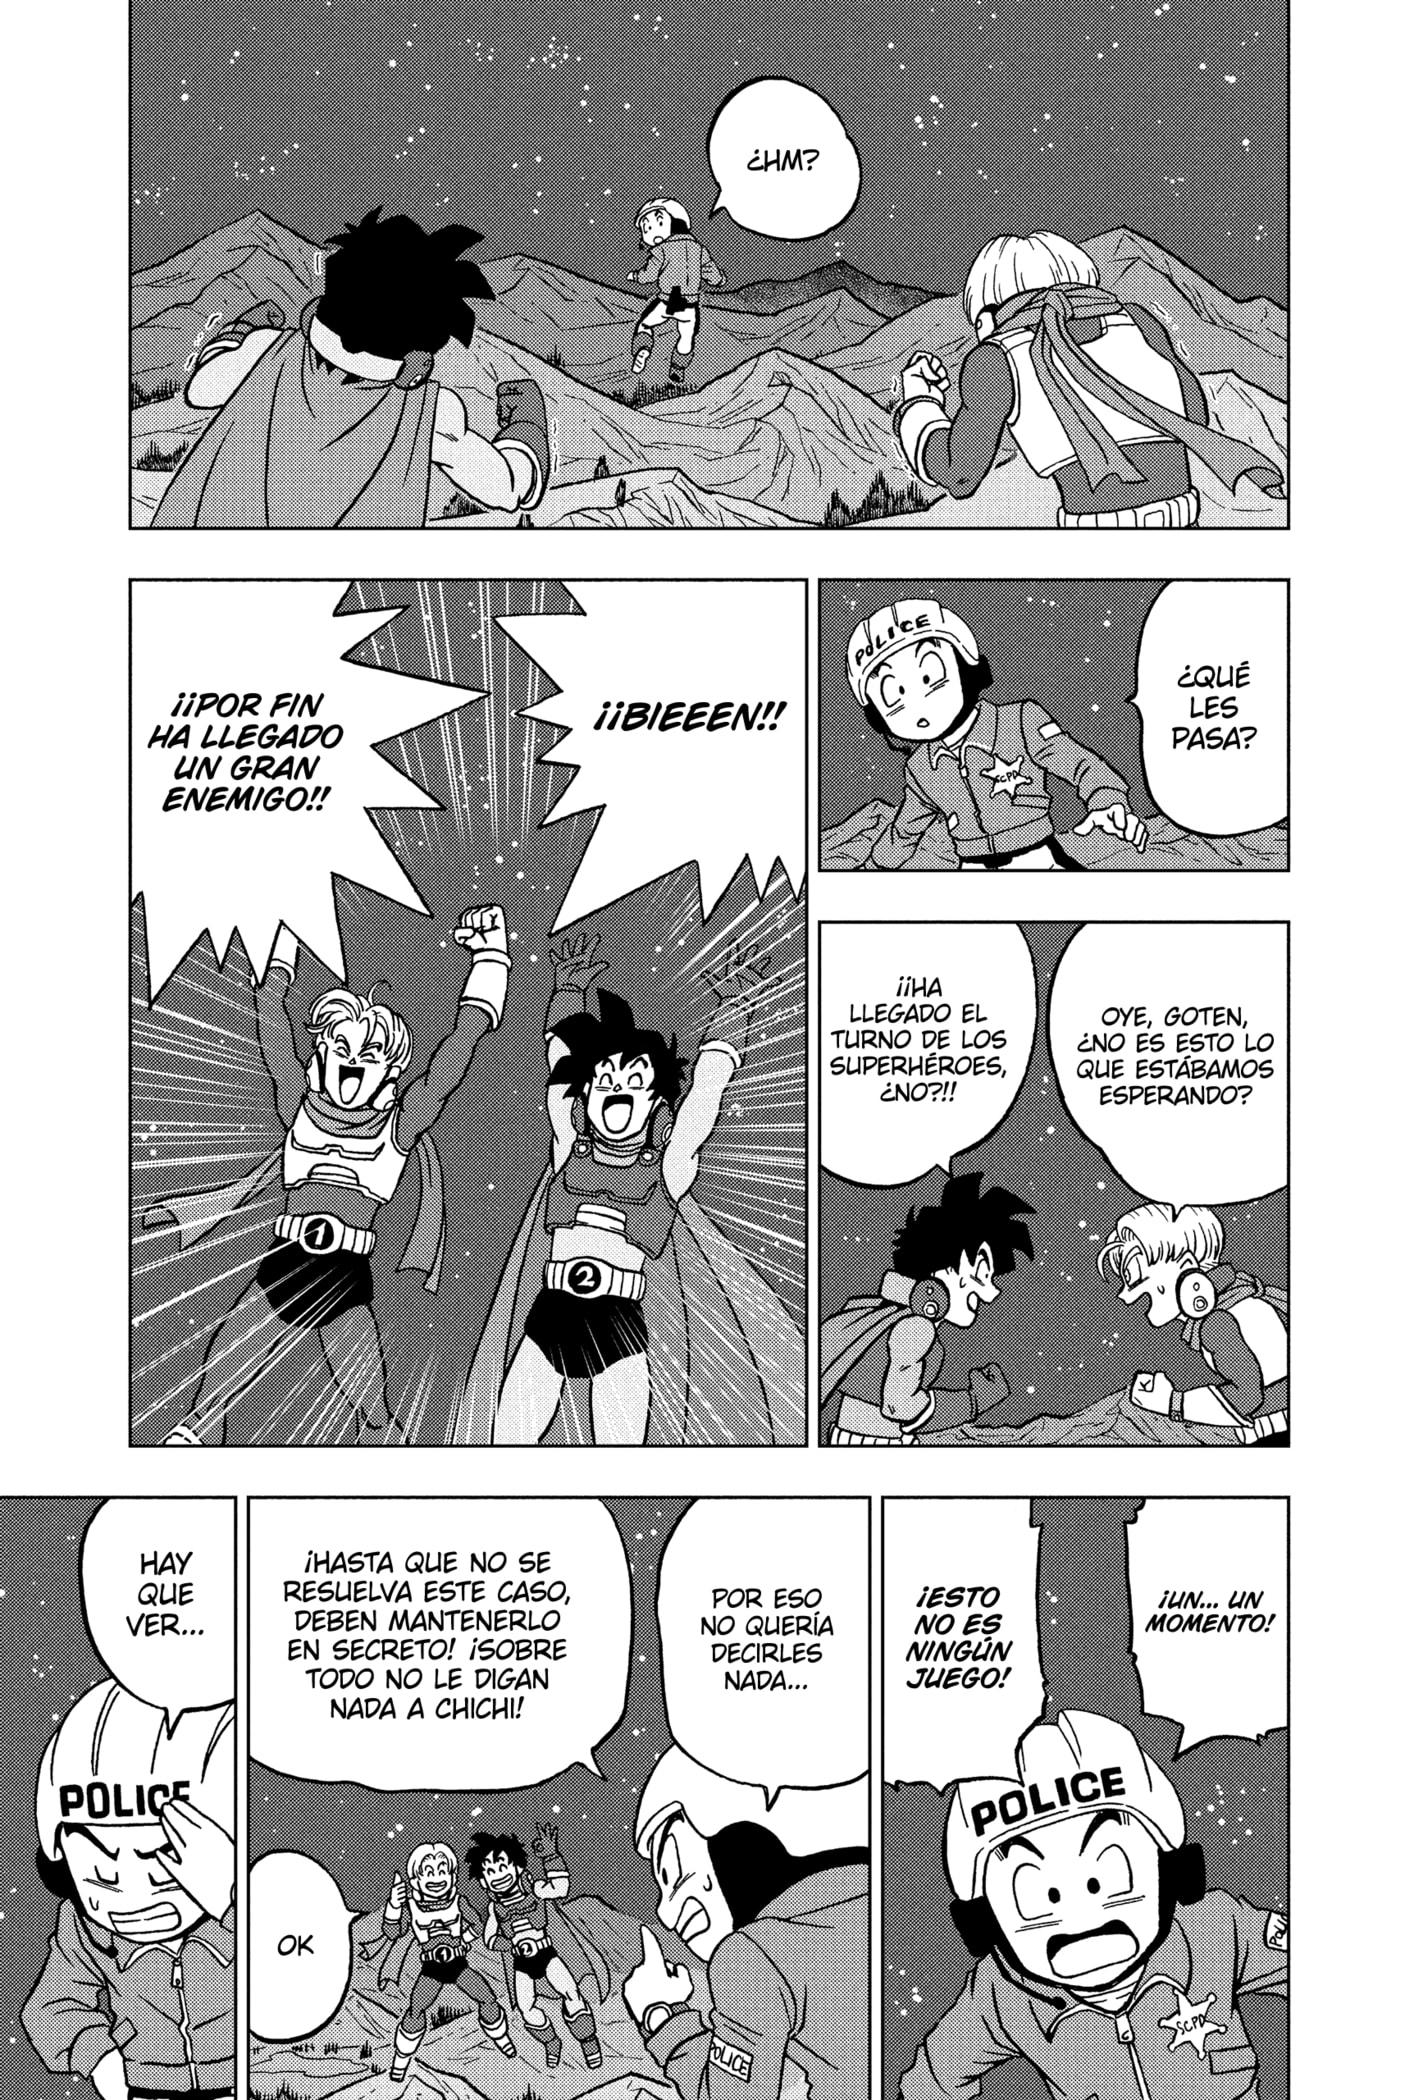 ¿HM?
POLICE
SCPD
¿QUÉ
LES
PASA?
OYE, GOTEN,
¿NO ES ESTO LO
QUE ESTÁBAMOS
ESPERANDO?
¡¡HA
LLEGADO EL
TURNO DE LOS
SUPERHÉROES,
¿NO?!!
¡¡BIEEEN!!
¡¡POR FIN
HA LLEGADO
UN GRAN
ENEMIGO!!
1
2
¡UN... UN
MOMENTO!
¡ESTO
NO ES
NINGÚN
JUEGO!
POLICE
POLICE
S.C.P.D
POR ESO
NO QUERÍA
DECIRLES
NADA...
¡HASTA QUE NO SE
RESUELVA ESTE CASO,
DEBEN MANTENERLO
EN SECRETO! ¡SOBRE
TODO NO LE DIGAN
NADA A CHICHI!
OK
1
2
POLICE
HAY
QUE
VER...
POLICE